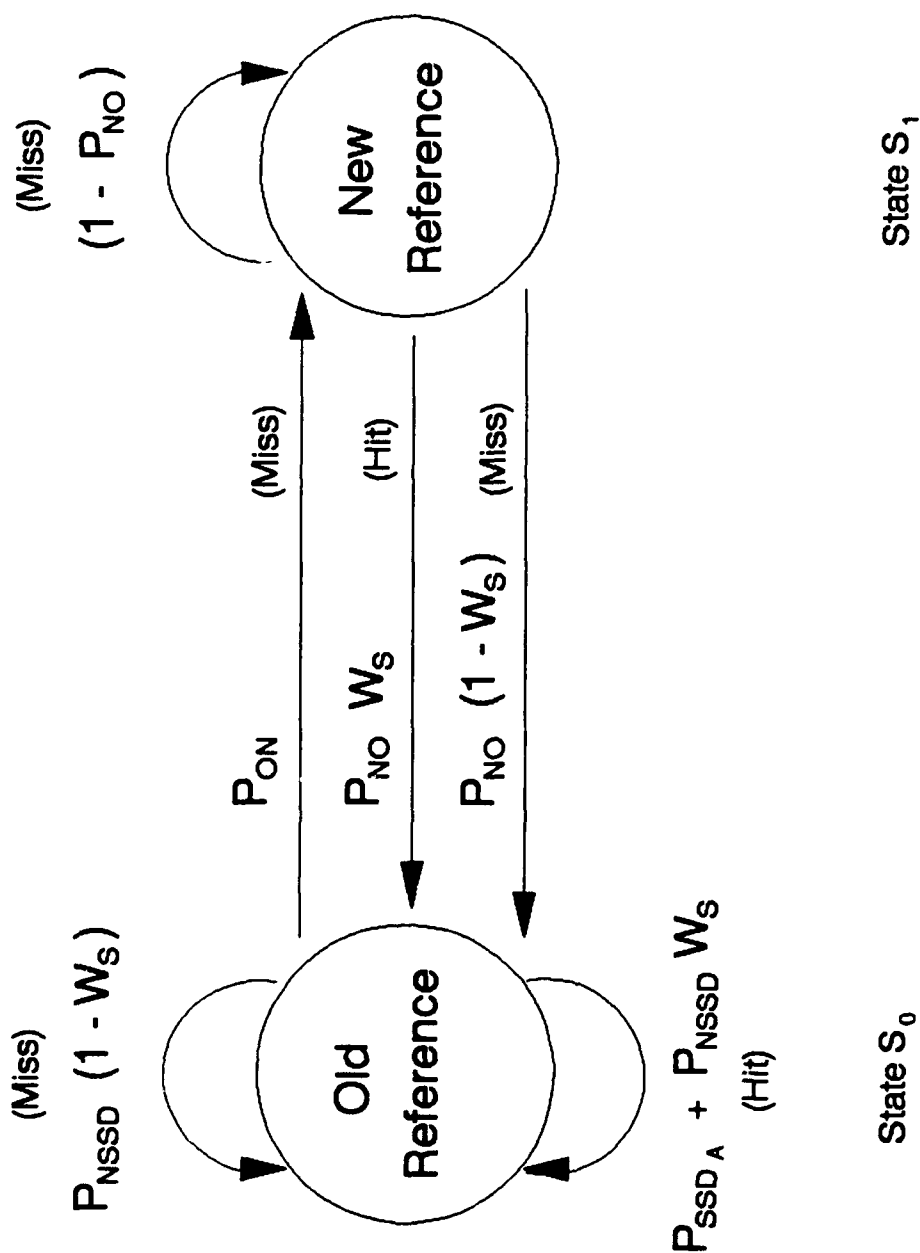 (Miss)
P_NSSD (1 - W_S)
Old
Reference
P_SSD_A + P_NSSD W_S
(Hit)
State S_0
P_ON (Miss)
P_NO W_S (Hit)
P_NO (1 - W_S) (Miss)
(Miss)
(1 - P_NO)
New
Reference
State S_1